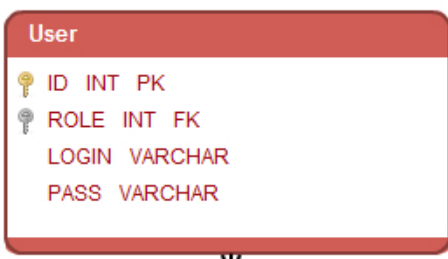 User
ID INT PK
ROLE INT FK
LOGIN VARCHAR
PASS VARCHAR